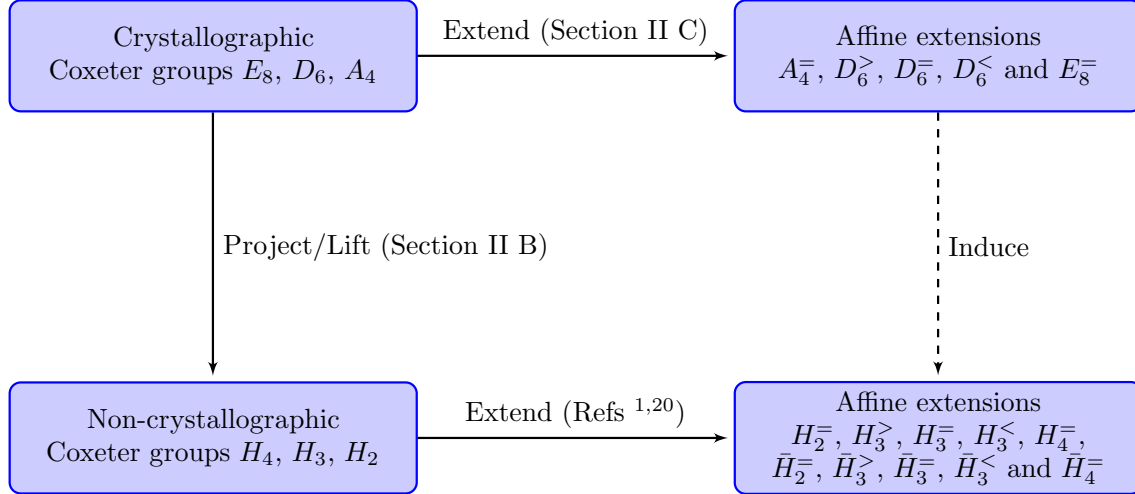 Crystallographic
Coxeter groups E₈, D₆, A₄
Extend (Section II C)
Affine extensions
A₄⁼, D₆^>, D₆⁼, D₆^< and E₈⁼
Project/Lift (Section II B)
Induce
Non-crystallographic
Coxeter groups H₄, H₃, H₂
Extend (Refs ¹,²⁰)
Affine extensions
H₂⁼, H₃^>, H₃⁼, H₃^<, H₄⁼,
H̄₂⁼, H̄₃^>, H̄₃⁼, H̄₃^< and H̄₄⁼